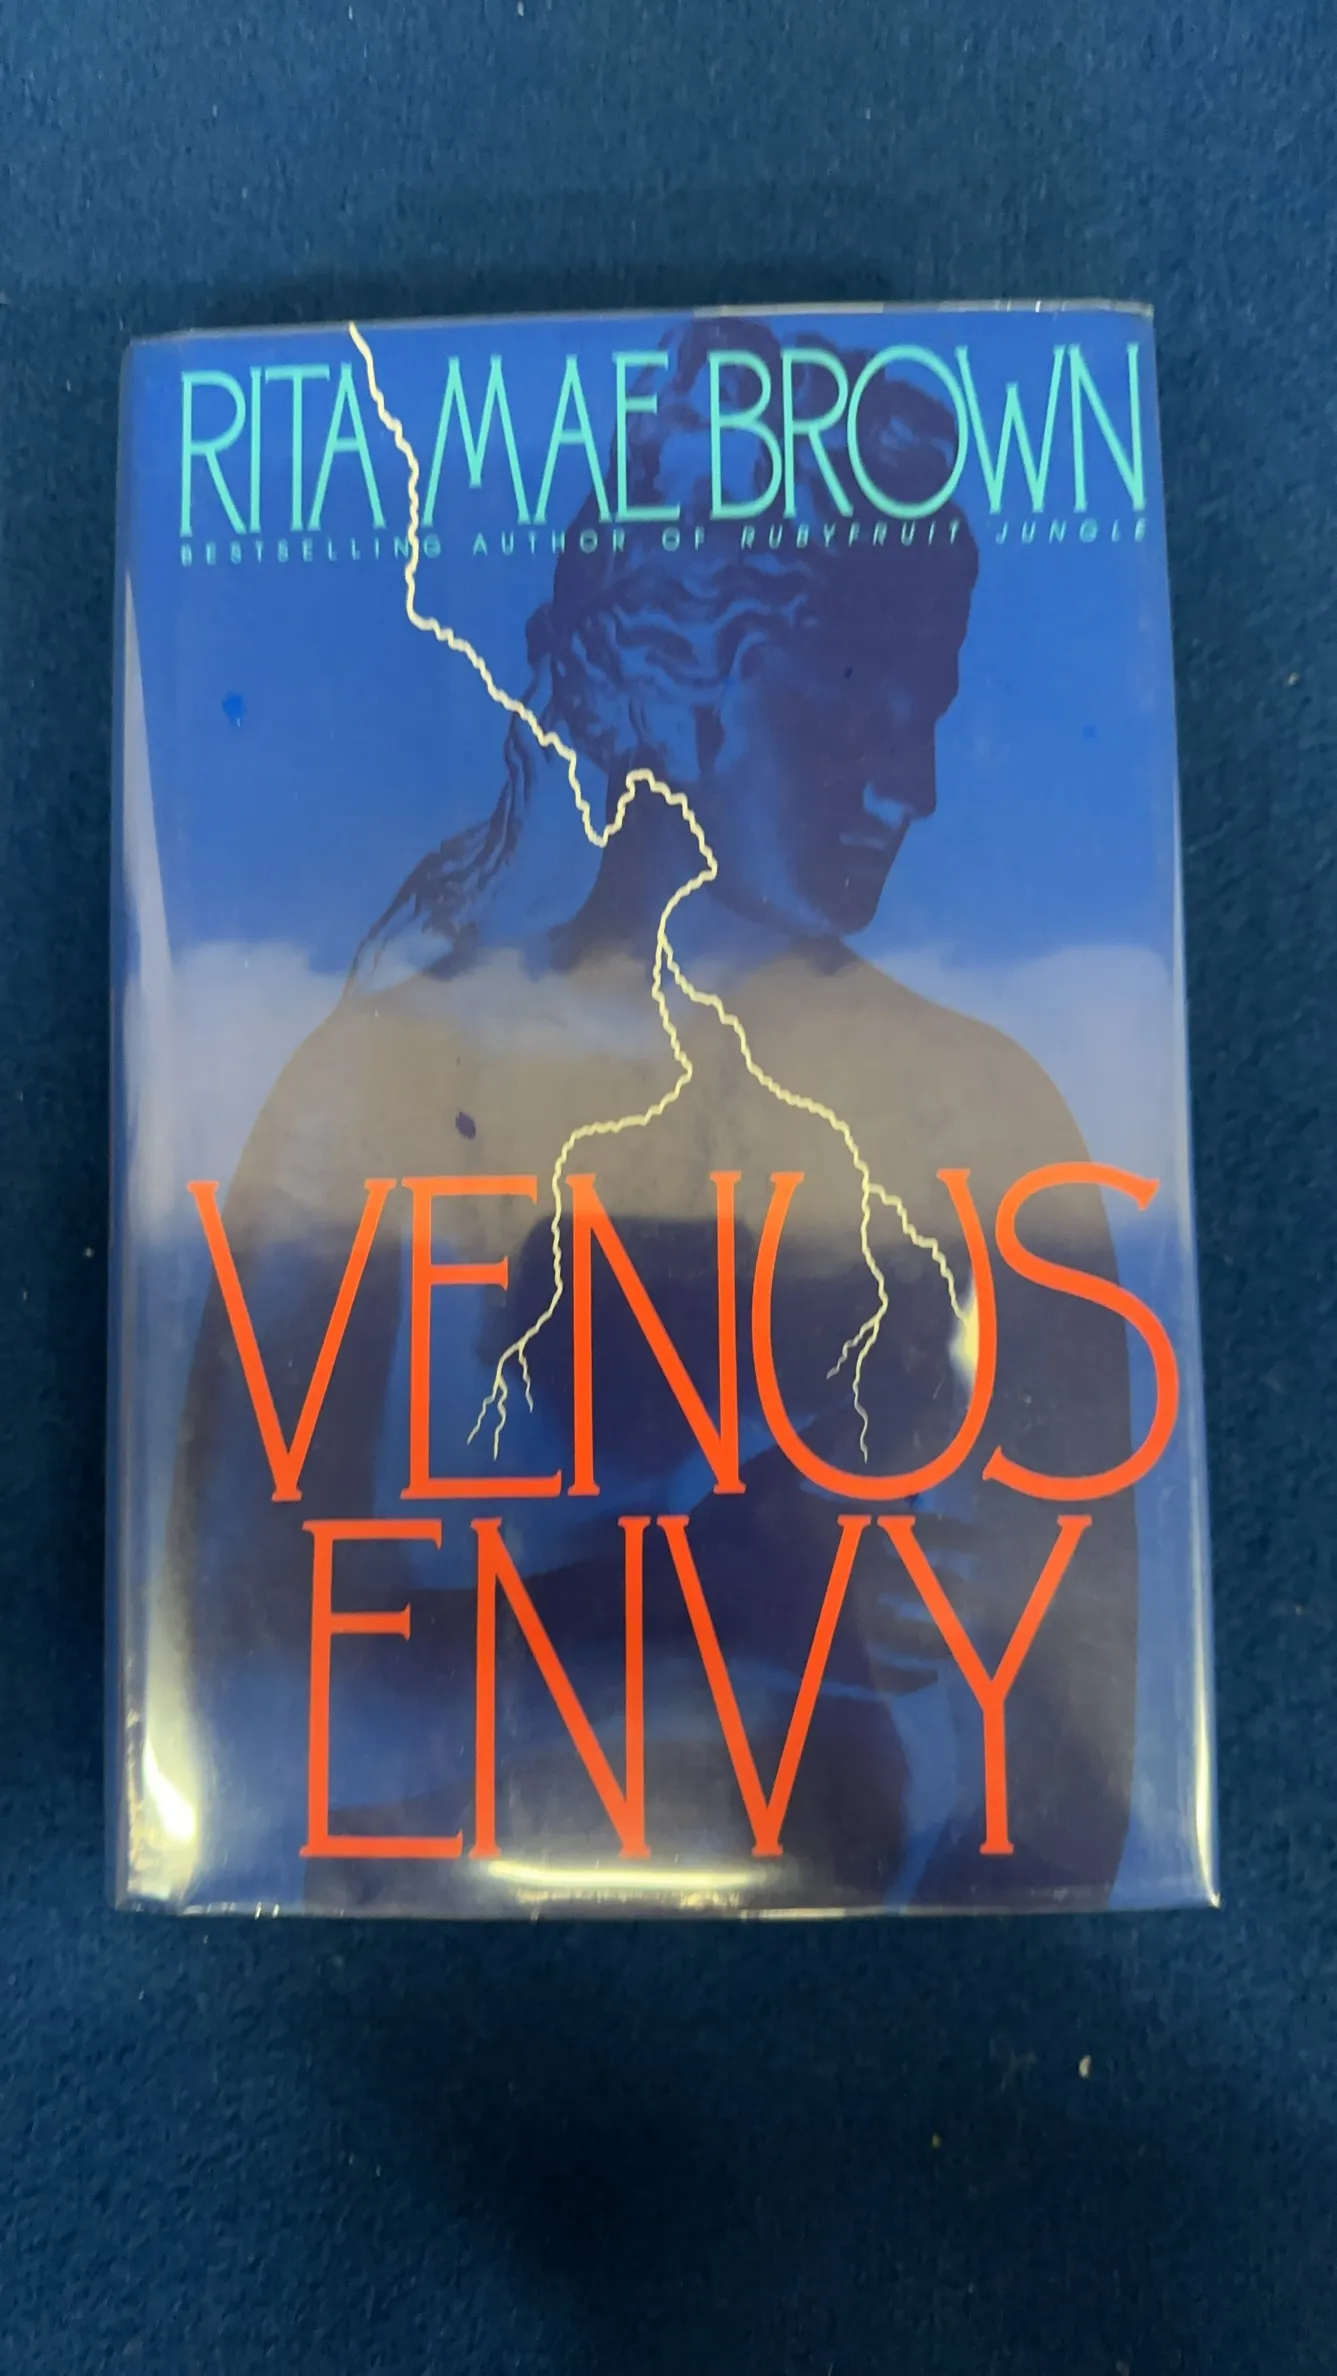 RITA MAE BROWN
BESTSELLING AUTHOR OF RUBYFRUIT JUNGLE
VENUS
ENVY